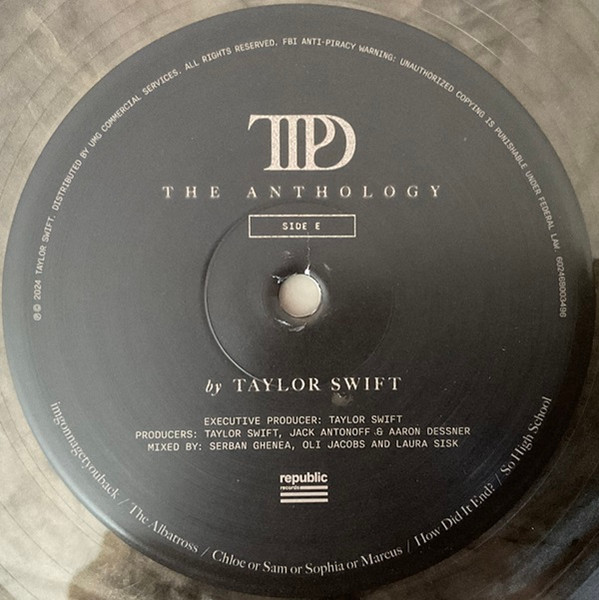 ℗ © 2024 TAYLOR SWIFT. DISTRIBUTED BY UMG COMMERCIAL SERVICES. ALL RIGHTS RESERVED. FBI ANTI-PIRACY WARNING: UNAUTHORIZED COPYING IS PUNISHABLE UNDER FEDERAL LAW. 602468003496
TTPD
THE ANTHOLOGY
SIDE E
by TAYLOR SWIFT
EXECUTIVE PRODUCER: TAYLOR SWIFT
PRODUCERS: TAYLOR SWIFT, JACK ANTONOFF & AARON DESSNER
MIXED BY: SERBAN GHENEA, OLI JACOBS AND LAURA SISK
republic
records
imgonnagetyouback / The Albatross / Chloe or Sam or Sophia or Marcus / How Did It End? / So High School